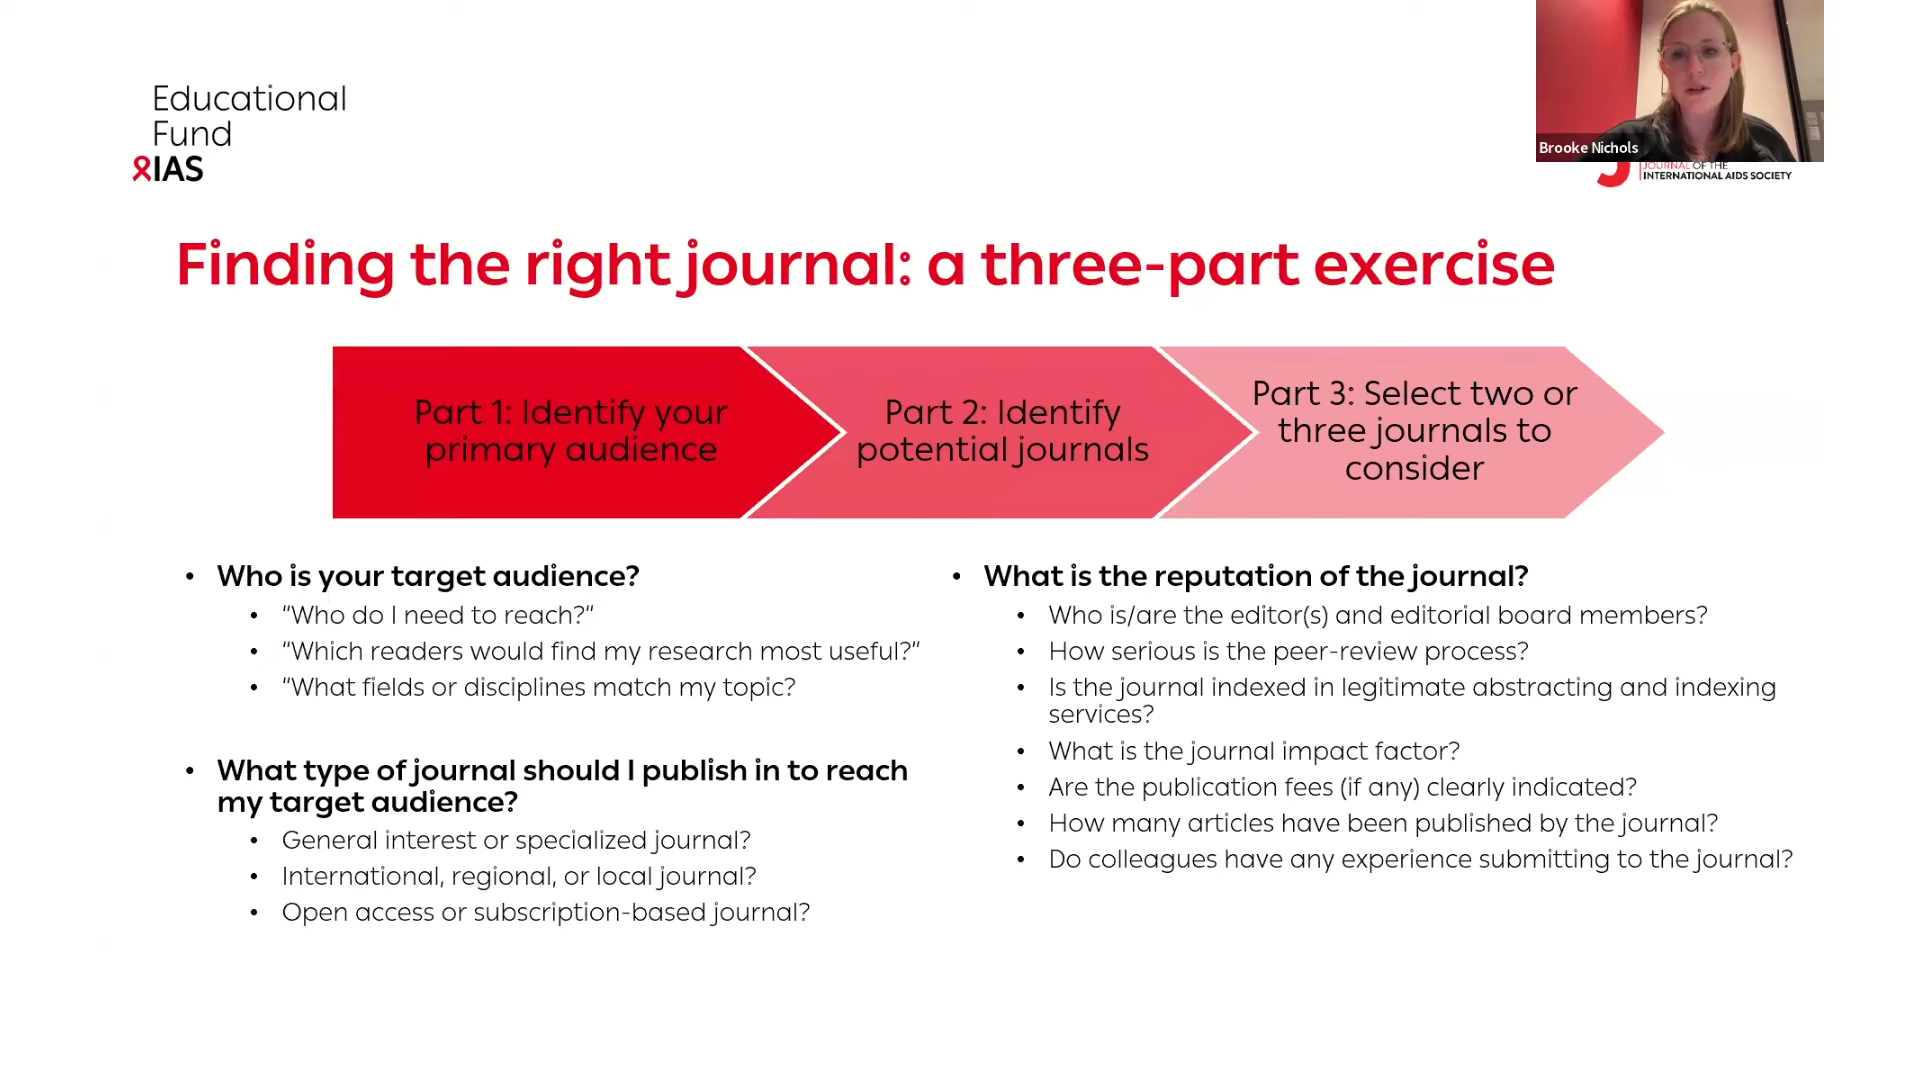 Educational
Fund
IAS
Brooke Nichols
JOURNAL OF THE
INTERNATIONAL AIDS SOCIETY
Finding the right journal: a three-part exercise
Part 1: Identify your
primary audience
Part 2: Identify
potential journals
Part 3: Select two or
three journals to
consider
• Who is your target audience?
• “Who do I need to reach?”
• “Which readers would find my research most useful?”
• “What fields or disciplines match my topic?
• What type of journal should I publish in to reach
my target audience?
• General interest or specialized journal?
• International, regional, or local journal?
• Open access or subscription-based journal?
• What is the reputation of the journal?
• Who is/are the editor(s) and editorial board members?
• How serious is the peer-review process?
• Is the journal indexed in legitimate abstracting and indexing
services?
• What is the journal impact factor?
• Are the publication fees (if any) clearly indicated?
• How many articles have been published by the journal?
• Do colleagues have any experience submitting to the journal?